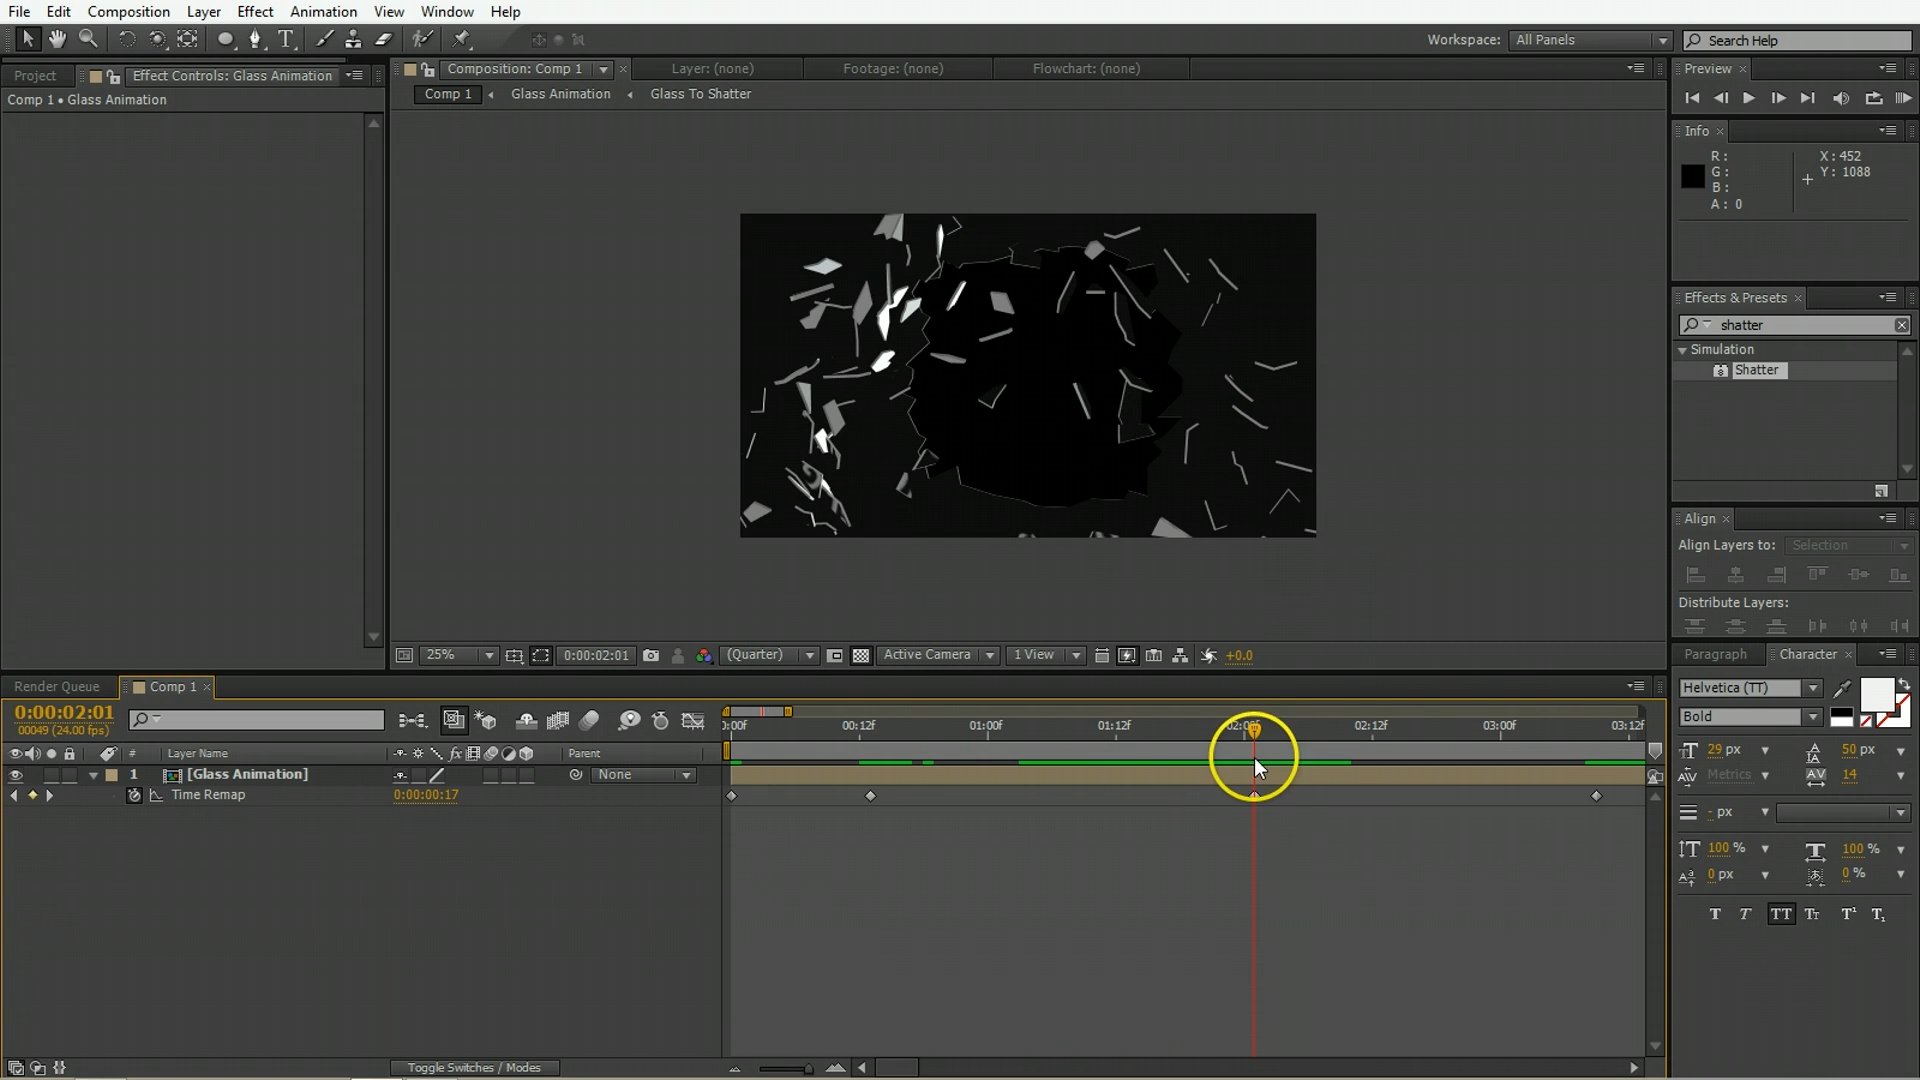 File Edit Composition Layer Effect Animation View Window Help
Workspace: All Panels Search Help
Project Effect Controls: Glass Animation
Comp 1 • Glass Animation
Composition: Comp 1 Layer: (none) Footage: (none) Flowchart: (none)
Comp 1 Glass Animation Glass To Shatter
Preview
Info
R:
G:
B:
A: 0
X: 452
Y: 1088
Effects & Presets
shatter
Simulation
Shatter
Align
Align Layers to: Selection
Distribute Layers:
Paragraph Character
Helvetica (TT)
Bold
29 px 50 px
Metrics 14
- px
100 % 100 %
0 px 0 %
25% 0:00:02:01 (Quarter) Active Camera 1 View +0.0
Render Queue Comp 1
0:00:02:01
00049 (24.00 fps)
00:12f 01:00f 01:12f 02:12f 03:00f 03:12f
# Layer Name Parent
1 [Glass Animation] None
Time Remap 0:00:00:17
Toggle Switches / Modes